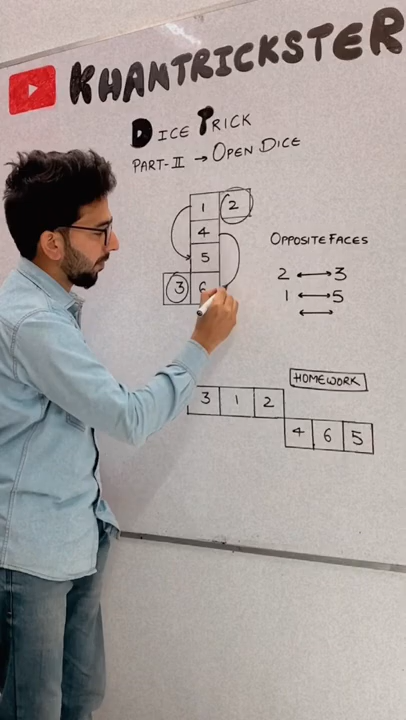 KHANTRICKSTER
DICE TRICK
PART-II → OPEN DICE
1 2
4
5
3 6
OPPOSITE FACES
2 ↔ 3
1 ↔ 5
↔
HOMEWORK
3 1 2
4 6 5